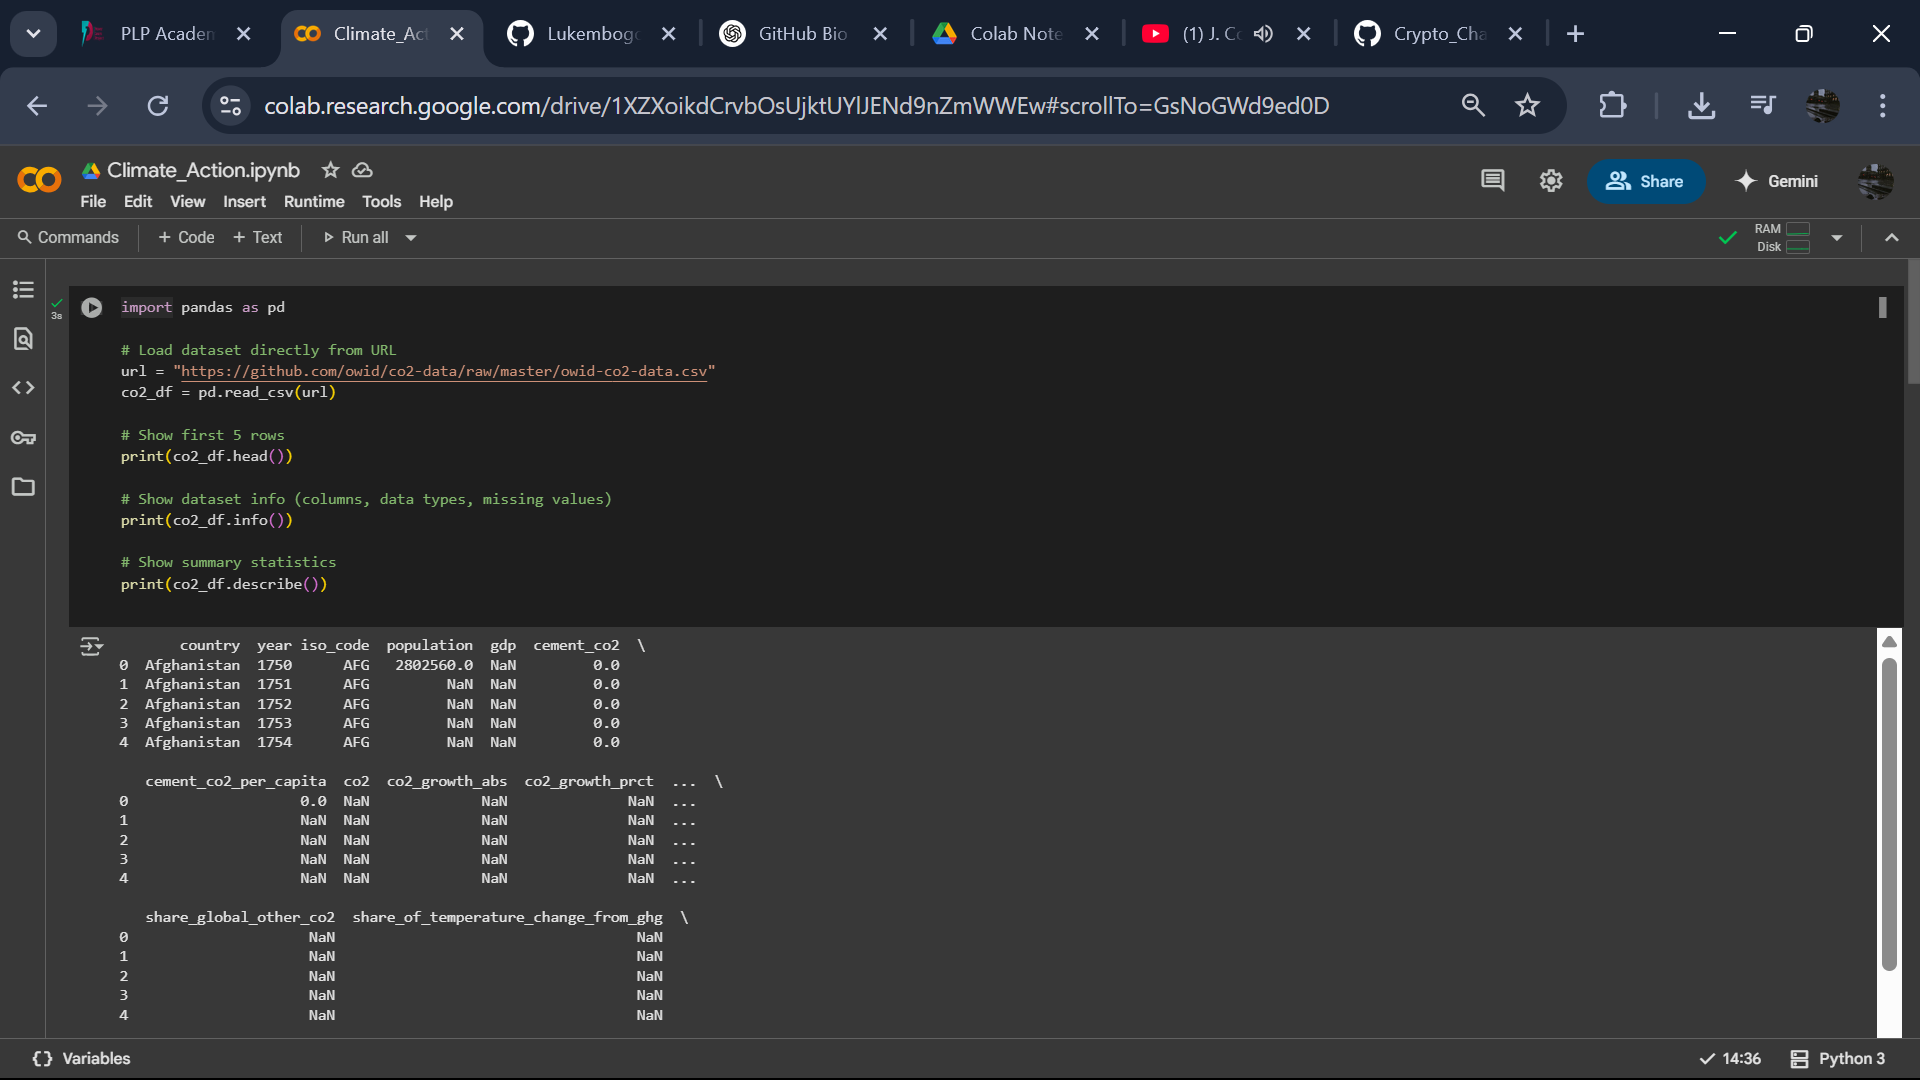 PLP Academ
Climate_Act
Lukembogo
GitHub Bio
Colab Note
(1) J. Co
Crypto_Cha
colab.research.google.com/drive/1XZXoikdCrvbOsUjktUYlJENd9nZmWWEw#scrollTo=GsNoGWd9ed0D
Climate_Action.ipynb
File Edit View Insert Runtime Tools Help
Share
Gemini
Commands + Code + Text Run all
RAM
Disk
3s
import pandas as pd
# Load dataset directly from URL
url = "https://github.com/owid/co2-data/raw/master/owid-co2-data.csv"
co2_df = pd.read_csv(url)
# Show first 5 rows
print(co2_df.head())
# Show dataset info (columns, data types, missing values)
print(co2_df.info())
# Show summary statistics
print(co2_df.describe())
country year iso_code population gdp cement_co2 \
0 Afghanistan 1750 AFG 2802560.0 NaN 0.0
1 Afghanistan 1751 AFG NaN NaN 0.0
2 Afghanistan 1752 AFG NaN NaN 0.0
3 Afghanistan 1753 AFG NaN NaN 0.0
4 Afghanistan 1754 AFG NaN NaN 0.0
cement_co2_per_capita co2 co2_growth_abs co2_growth_prct ... \
0 0.0 NaN NaN NaN ...
1 NaN NaN NaN NaN ...
2 NaN NaN NaN NaN ...
3 NaN NaN NaN NaN ...
4 NaN NaN NaN NaN ...
share_global_other_co2 share_of_temperature_change_from_ghg \
0 NaN NaN
1 NaN NaN
2 NaN NaN
3 NaN NaN
4 NaN NaN
{} Variables
14:36
Python 3